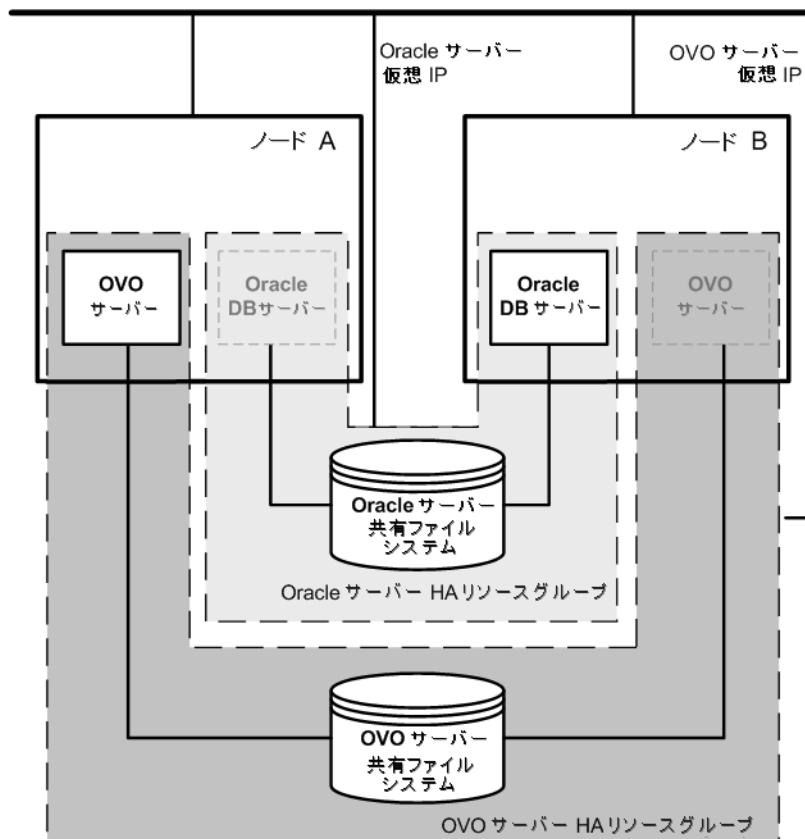 Oracle サーバー
仮想 IP
OVO サーバー
仮想 IP
ノード A
ノード B
OVO
サーバー
Oracle
DBサーバー
Oracle
DB サーバー
OVO
サーバー
Oracle サーバー
共有ファイル
システム
Oracle サーバー HAリソースグループ
OVO サーバー
共有ファイル
システム
OVO サーバー HAリソースグループ